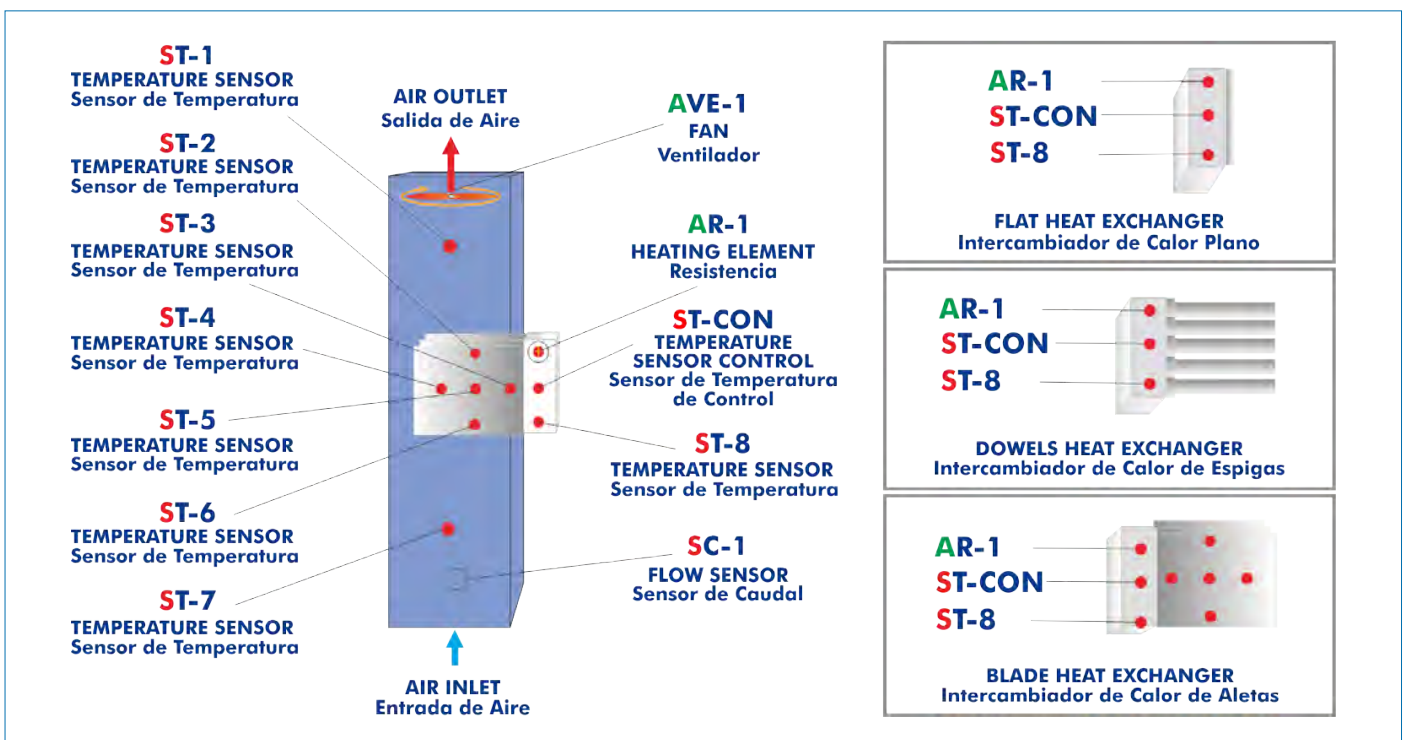 ST-1
TEMPERATURE SENSOR
Sensor de Temperatura
ST-2
TEMPERATURE SENSOR
Sensor de Temperatura
ST-3
TEMPERATURE SENSOR
Sensor de Temperatura
ST-4
TEMPERATURE SENSOR
Sensor de Temperatura
ST-5
TEMPERATURE SENSOR
Sensor de Temperatura
ST-6
TEMPERATURE SENSOR
Sensor de Temperatura
ST-7
TEMPERATURE SENSOR
Sensor de Temperatura
AIR OUTLET
Salida de Aire
AIR INLET
Entrada de Aire
AVE-1
FAN
Ventilador
AR-1
HEATING ELEMENT
Resistencia
ST-CON
TEMPERATURE
SENSOR CONTROL
Sensor de Temperatura
de Control
ST-8
TEMPERATURE SENSOR
Sensor de Temperatura
SC-1
FLOW SENSOR
Sensor de Caudal
AR-1
ST-CON
ST-8
FLAT HEAT EXCHANGER
Intercambiador de Calor Plano
AR-1
ST-CON
ST-8
DOWELS HEAT EXCHANGER
Intercambiador de Calor de Espigas
AR-1
ST-CON
ST-8
BLADE HEAT EXCHANGER
Intercambiador de Calor de Aletas